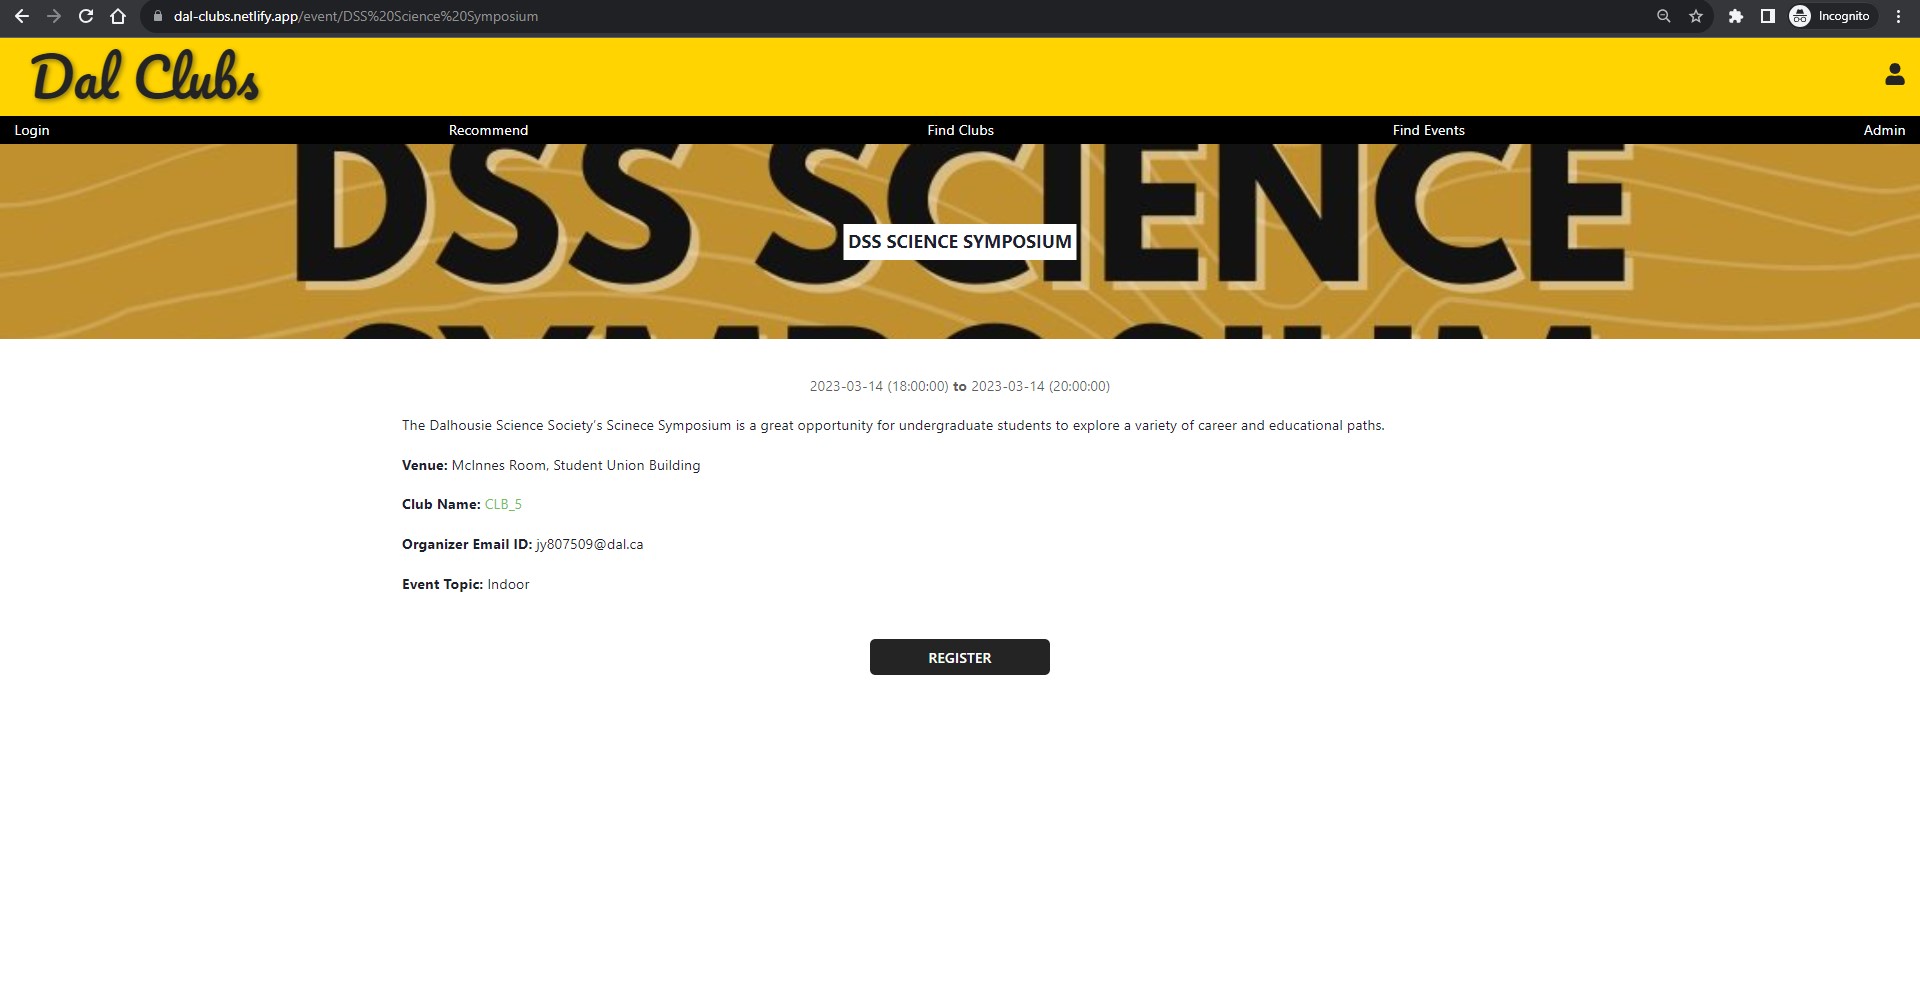 dal-clubs.netlify.app/event/DSS%20Science%20Symposium
Incognito
Dal Clubs
Login Recommend Find Clubs Find Events Admin
DSS SCIENCE
DSS SCIENCE SYMPOSIUM
SYMPOSIUM
2023-03-14 (18:00:00) to 2023-03-14 (20:00:00)
The Dalhousie Science Society's Scinece Symposium is a great opportunity for undergraduate students to explore a variety of career and educational paths.
Venue: McInnes Room, Student Union Building
Club Name: CLB_5
Organizer Email ID: jy807509@dal.ca
Event Topic: Indoor
REGISTER